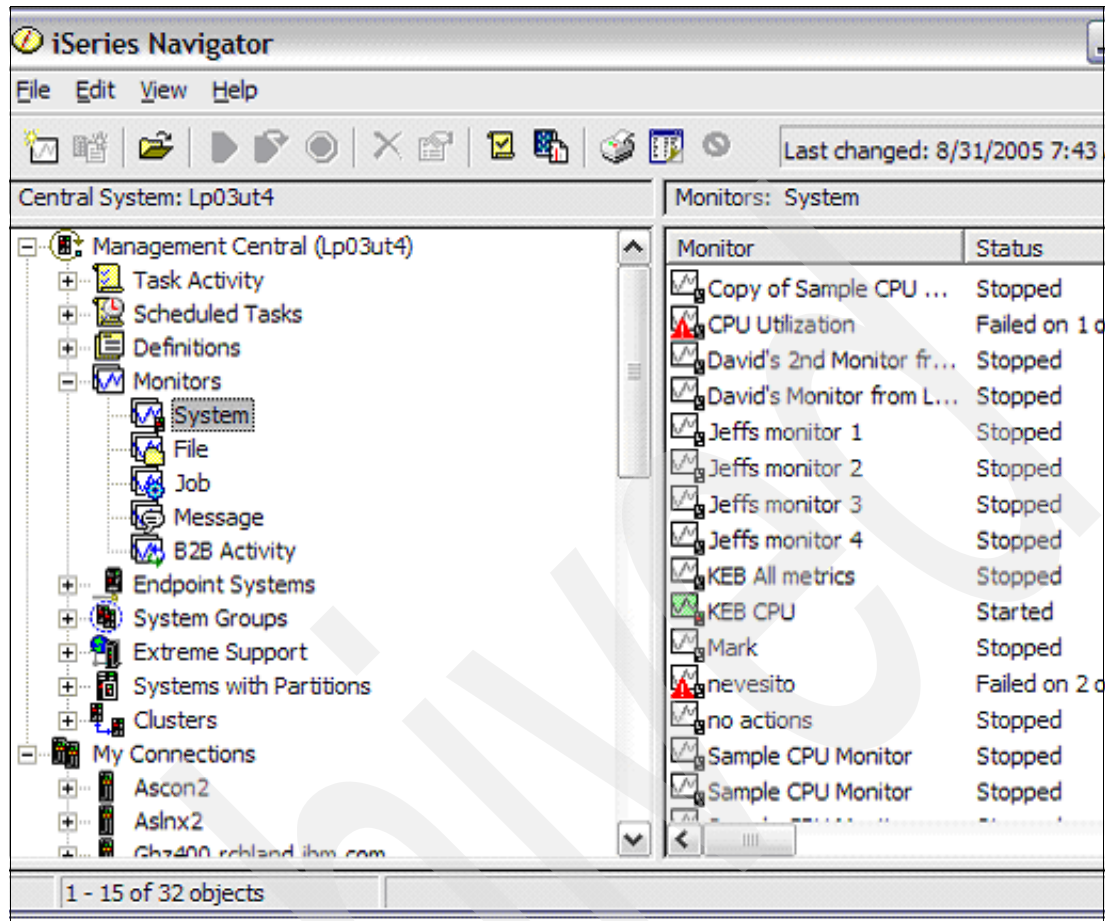 iSeries Navigator
File Edit View Help
Last changed: 8/31/2005 7:43
Central System: Lp03ut4
Monitors: System
Management Central (Lp03ut4)
Task Activity
Scheduled Tasks
Definitions
Monitors
System
File
Job
Message
B2B Activity
Endpoint Systems
System Groups
Extreme Support
Systems with Partitions
Clusters
My Connections
Ascon2
Aslnx2
Monitor Status
Copy of Sample CPU ... Stopped
CPU Utilization Failed on 1 o
David's 2nd Monitor fr... Stopped
David's Monitor from L... Stopped
Jeffs monitor 1 Stopped
Jeffs monitor 2 Stopped
Jeffs monitor 3 Stopped
Jeffs monitor 4 Stopped
KEB All metrics Stopped
KEB CPU Started
Mark Stopped
nevesito Failed on 2 o
no actions Stopped
Sample CPU Monitor Stopped
Sample CPU Monitor Stopped
1 - 15 of 32 objects